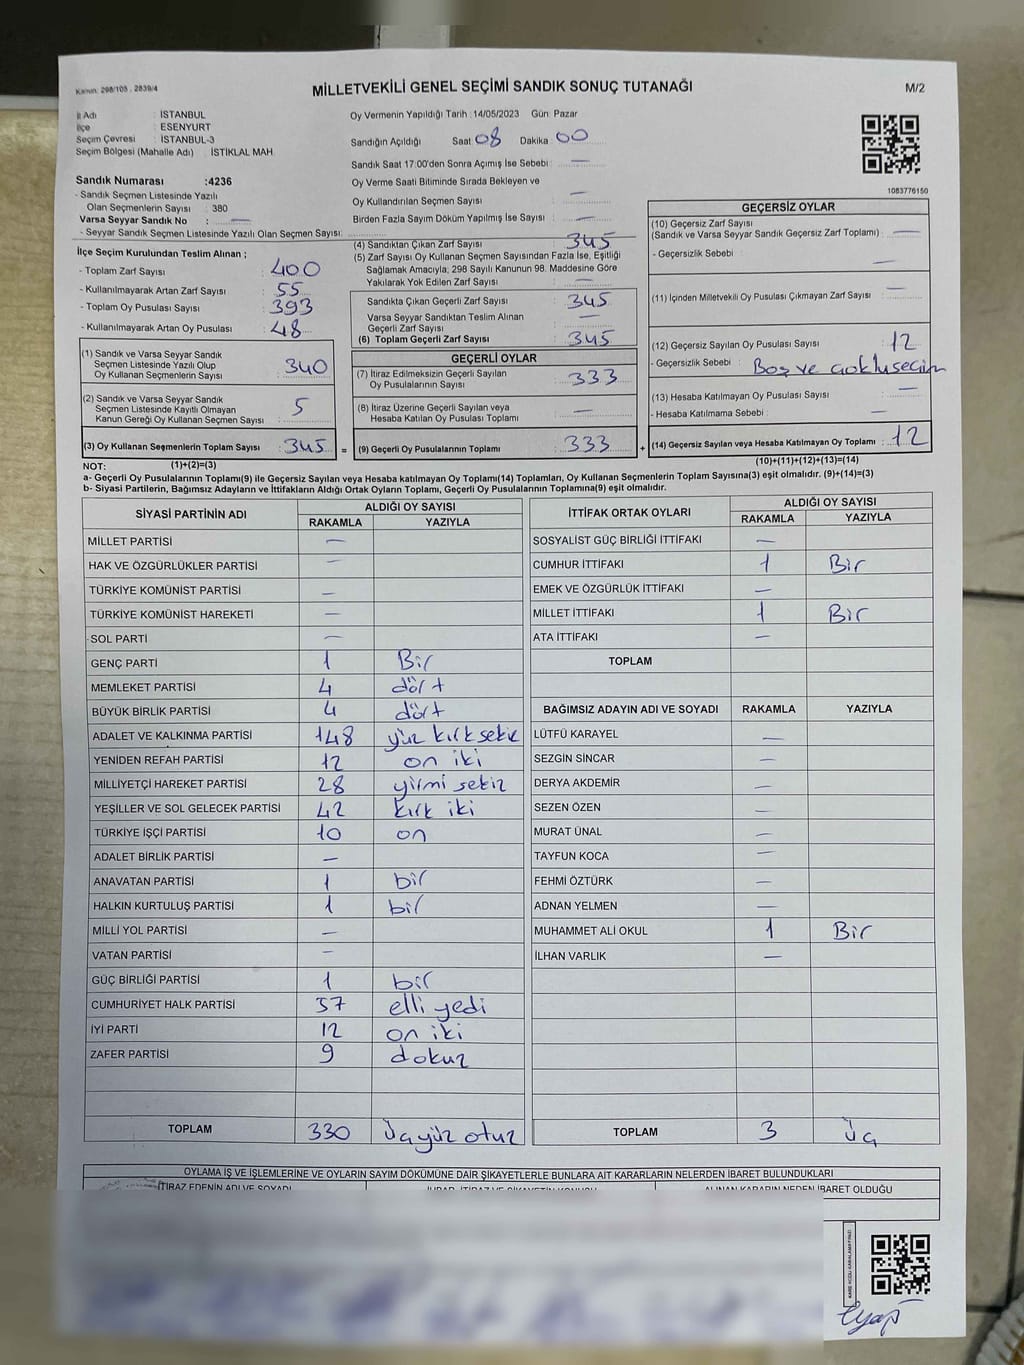 Kanun: 298/105 , 2839/4
MİLLETVEKİLİ GENEL SEÇİMİ SANDIK SONUÇ TUTANAĞI
M/2
İl Adı : İSTANBUL
İlçe : ESENYURT
Seçim Çevresi : İSTANBUL-3
Seçim Bölgesi (Mahalle Adı) : İSTİKLAL MAH.
Sandık Numarası :4236
- Sandık Seçmen Listesinde Yazılı
Olan Seçmenlerin Sayısı : 380
Varsa Seyyar Sandık No : —
- Seyyar Sandık Seçmen Listesinde Yazılı Olan Seçmen Sayısı:
Oy Vermenin Yapıldığı Tarih :14/05/2023 Gün: Pazar
Sandığın Açıldığı Saat 08 Dakika 00
Sandık Saat 17:00'den Sonra Açımış İse Sebebi : —
Oy Verme Saati Bitiminde Sırada Bekleyen ve
Oy Kullandırılan Seçmen Sayısı : —
Birden Fazla Sayım Döküm Yapılmış İse Sayısı : —
1083776150
İlçe Seçim Kurulundan Teslim Alınan ;
- Toplam Zarf Sayısı : 400
- Kullanılmayarak Artan Zarf Sayısı : 55
- Toplam Oy Pusulası : 393
- Kullanılmayarak Artan Oy Pusulası : 48
(1) Sandık ve Varsa Seyyar Sandık
Seçmen Listesinde Yazılı Olup
Oy Kullanan Seçmenlerin Sayısı : 340
(2) Sandık ve Varsa Seyyar Sandık
Seçmen Listesinde Kayıtlı Olmayan
Kanun Gereği Oy Kullanan Seçmen Sayısı : 5
(3) Oy Kullanan Seçmenlerin Toplam Sayısı : 345 =
(4) Sandıktan Çıkan Zarf Sayısı : 345
(5) Zarf Sayısı Oy Kullanan Seçmen Sayısından Fazla İse, Eşitliği
Sağlamak Amacıyla, 298 Sayılı Kanunun 98. Maddesine Göre
Yakılarak Yok Edilen Zarf Sayısı : —
Sandıkta Çıkan Geçerli Zarf Sayısı : 345
Varsa Seyyar Sandıktan Teslim Alınan
Geçerli Zarf Sayısı : —
(6) Toplam Geçerli Zarf Sayısı : 345
GEÇERLİ OYLAR
(7) İtiraz Edilmeksizin Geçerli Sayılan
Oy Pusulalarının Sayısı : 333
(8) İtiraz Üzerine Geçerli Sayılan veya
Hesaba Katılan Oy Pusulası Toplamı : —
(9) Geçerli Oy Pusulalarının Toplamı : 333 +
GEÇERSİZ OYLAR
(10) Geçersiz Zarf Sayısı
(Sandık ve Varsa Seyyar Sandık Geçersiz Zarf Toplamı) : —
- Geçersizlik Sebebi : —
(11) İçinden Milletvekili Oy Pusulası Çıkmayan Zarf Sayısı : —
(12) Geçersiz Sayılan Oy Pusulası Sayısı : 12
- Geçersizlik Sebebi : Boş ve çoklu seçim
(13) Hesaba Katılmayan Oy Pusulası Sayısı : —
- Hesaba Katılmama Sebebi : —
(14) Geçersiz Sayılan veya Hesaba Katılmayan Oy Toplamı : 12
NOT: (1)+(2)=(3) (10)+(11)+(12)+(13)=(14)
a- Geçerli Oy Pusulalarının Toplamı(9) ile Geçersiz Sayılan veya Hesaba katılmayan Oy Toplamı(14) Toplamları, Oy Kullanan Seçmenlerin Toplam Sayısına(3) eşit olmalıdır. (9)+(14)=(3)
b- Siyasi Partilerin, Bağımsız Adayların ve İttifakların Aldığı Ortak Oyların Toplamı, Geçerli Oy Pusulalarının Toplamına(9) eşit olmalıdır.
SİYASİ PARTİNİN ADI ALDIĞI OY SAYISI
RAKAMLA YAZIYLA
MİLLET PARTİSİ —
HAK VE ÖZGÜRLÜKLER PARTİSİ —
TÜRKİYE KOMÜNİST PARTİSİ —
TÜRKİYE KOMÜNİST HAREKETİ —
SOL PARTİ —
GENÇ PARTİ 1 Bir
MEMLEKET PARTİSİ 4 dört
BÜYÜK BİRLİK PARTİSİ 4 dört
ADALET VE KALKINMA PARTİSİ 148 yüz kırk sekiz
YENİDEN REFAH PARTİSİ 12 on iki
MİLLİYETÇİ HAREKET PARTİSİ 28 yirmi sekiz
YEŞİLLER VE SOL GELECEK PARTİSİ 42 kırk iki
TÜRKİYE İŞÇİ PARTİSİ 10 on
ADALET BİRLİK PARTİSİ —
ANAVATAN PARTİSİ 1 bir
HALKIN KURTULUŞ PARTİSİ 1 bir
MİLLİ YOL PARTİSİ —
VATAN PARTİSİ —
GÜÇ BİRLİĞİ PARTİSİ 1 bir
CUMHURİYET HALK PARTİSİ 57 elli yedi
İYİ PARTİ 12 on iki
ZAFER PARTİSİ 9 dokuz
TOPLAM 330 üçyüz otuz
İTTİFAK ORTAK OYLARI ALDIĞI OY SAYISI
RAKAMLA YAZIYLA
SOSYALİST GÜÇ BİRLİĞİ İTTİFAKI —
CUMHUR İTTİFAKI 1 Bir
EMEK VE ÖZGÜRLÜK İTTİFAKI —
MİLLET İTTİFAKI 1 Bir
ATA İTTİFAKI —
TOPLAM
BAĞIMSIZ ADAYIN ADI VE SOYADI RAKAMLA YAZIYLA
LÜTFÜ KARAYEL —
SEZGİN SİNCAR —
DERYA AKDEMİR —
SEZEN ÖZEN —
MURAT ÜNAL —
TAYFUN KOCA —
FEHMİ ÖZTÜRK —
ADNAN YELMEN —
MUHAMMET ALİ OKUL 1 Bir
İLHAN VARLIK —
TOPLAM 3 üç
OYLAMA İŞ VE İŞLEMLERİNE VE OYLARIN SAYIM DÖKÜMÜNE DAİR ŞİKAYETLERLE BUNLARA AİT KARARLARIN NELERDEN İBARET BULUNDUKLARI
İTİRAZ EDENİN ADI VE SOYADI
ALINAN KARARIN NEDEN İBARET OLDUĞU